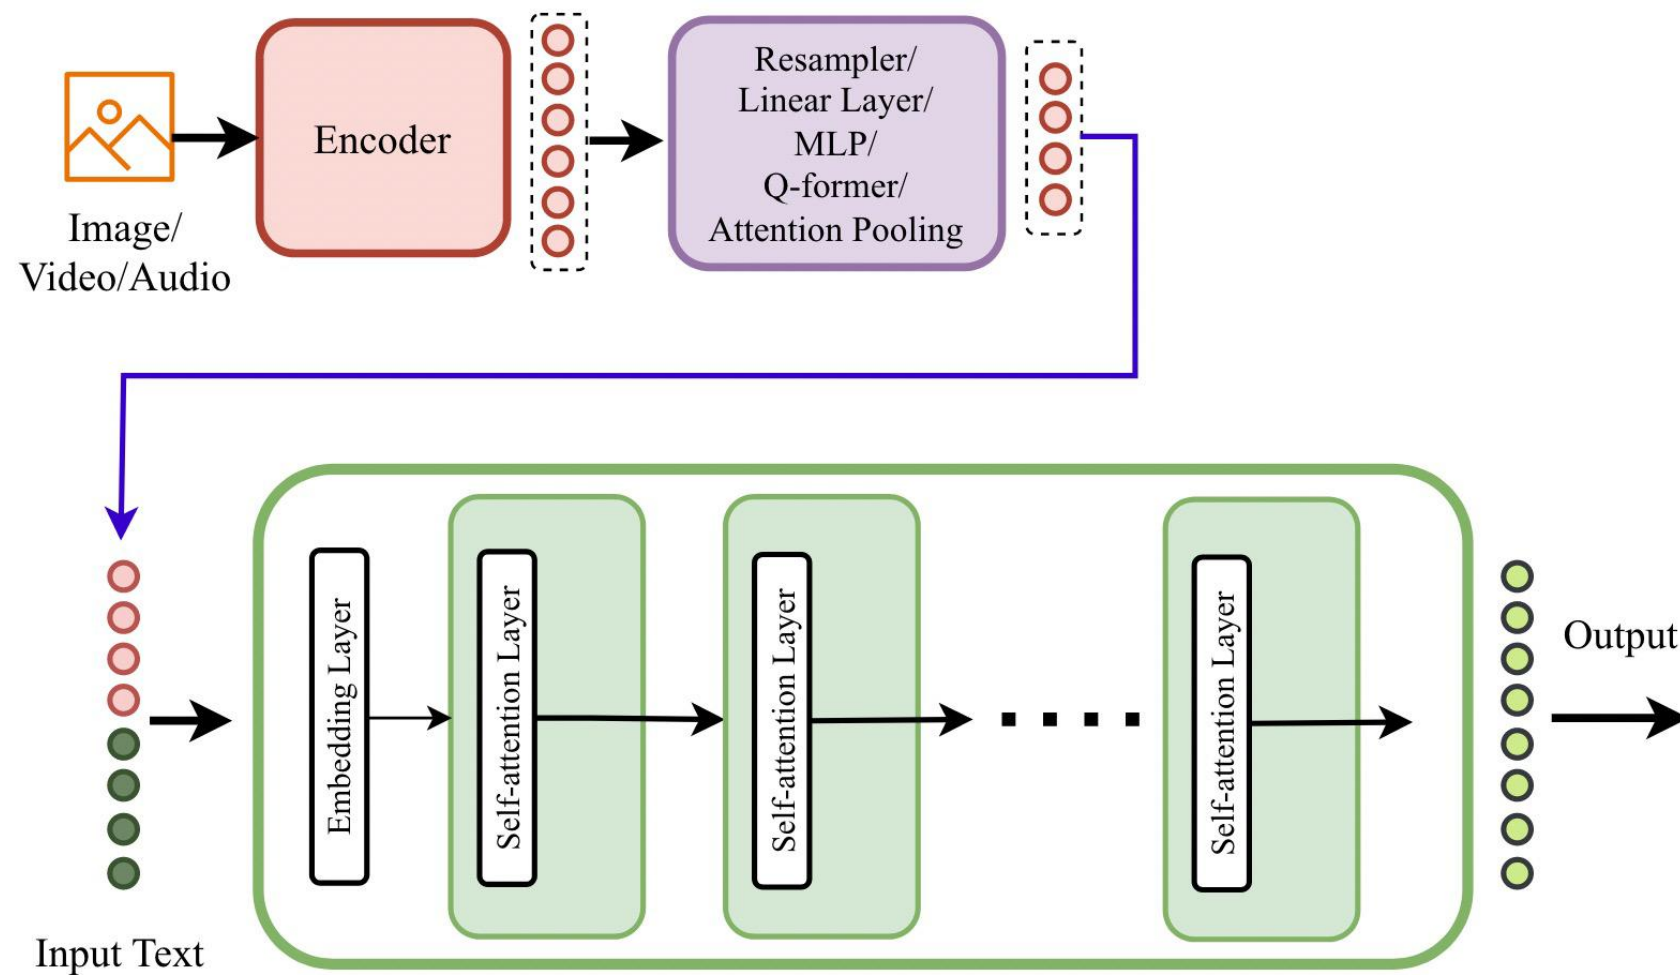 Image/
Video/Audio
Encoder
Resampler/
Linear Layer/
MLP/
Q-former/
Attention Pooling
Input Text
Embedding Layer
Self-attention Layer
Self-attention Layer
Self-attention Layer
Output